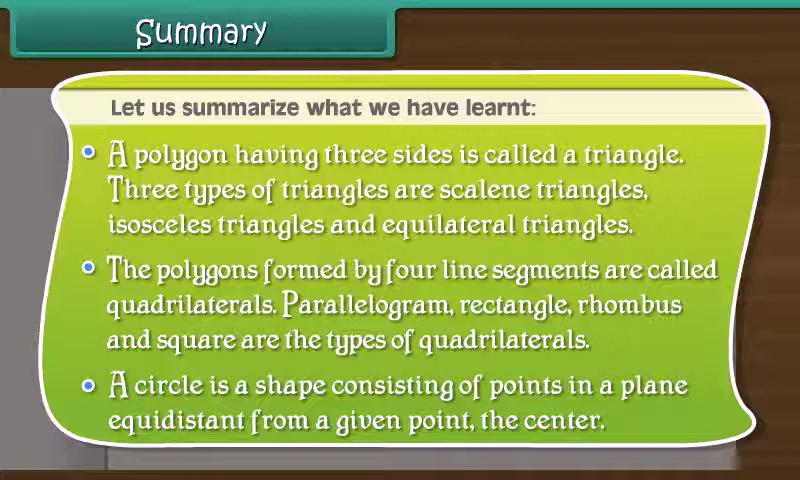 Summary
Let us summarize what we have learnt:
A polygon having three sides is called a triangle.
Three types of triangles are scalene triangles,
isosceles triangles and equilateral triangles.
The polygons formed by four line segments are called
quadrilaterals. Parallelogram, rectangle, rhombus
and square are the types of quadrilaterals.
A circle is a shape consisting of points in a plane
equidistant from a given point, the center.